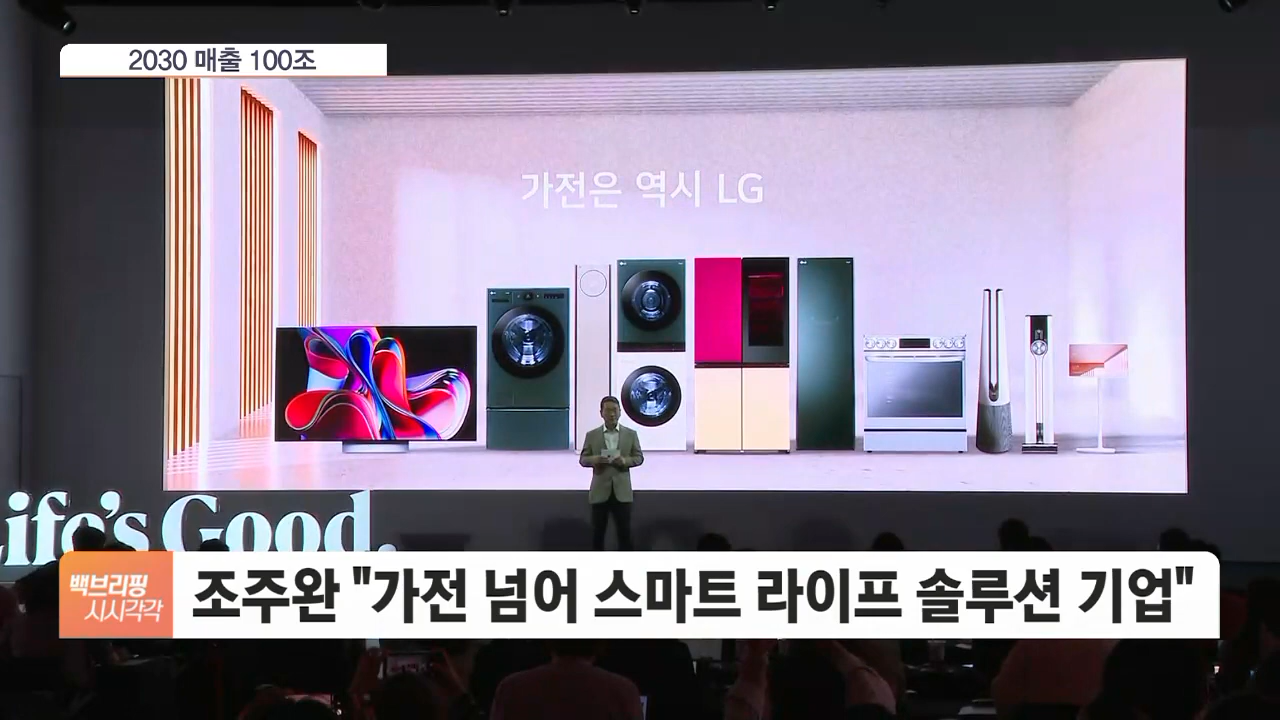 2030 매출 100조
가전은 역시 LG
Life's Good.
백브리핑
시시각각
조주완 "가전 넘어 스마트 라이프 솔루션 기업"